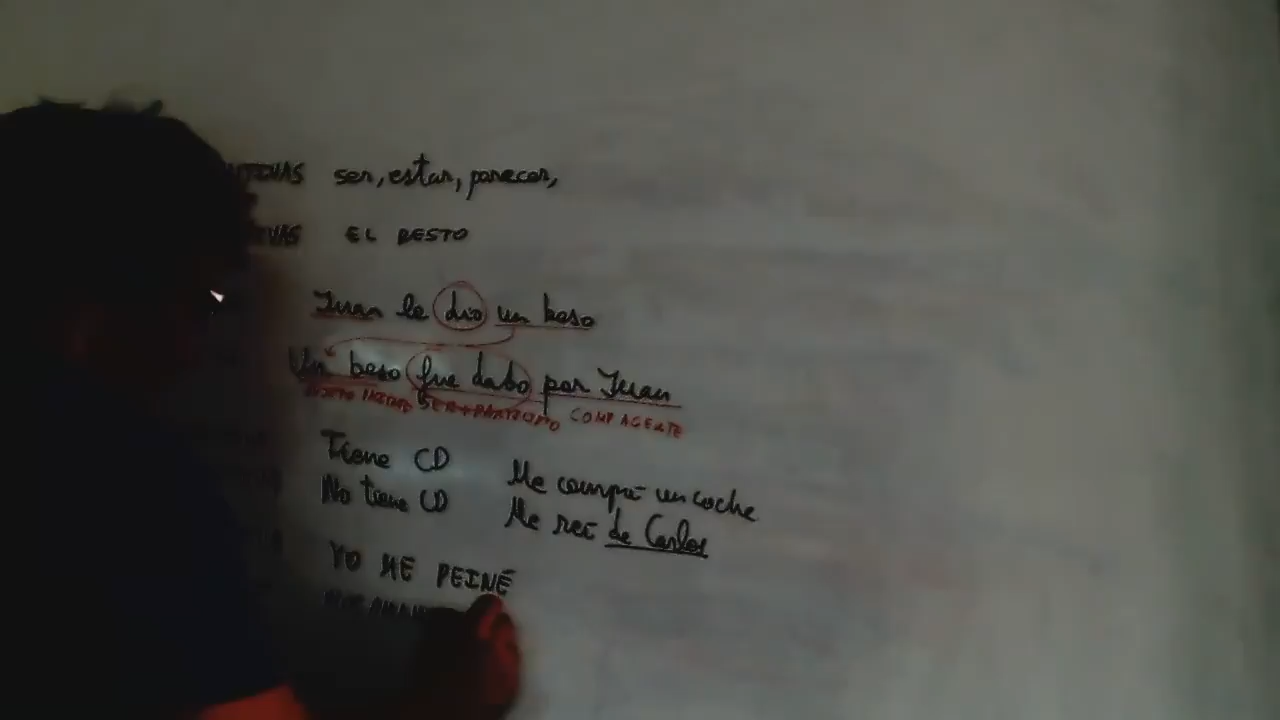 ser, estar, parecer,
EL RESTO
Juan le dio un beso
Un beso fue dado por Juan
SER+PARTICIPIO COMP AGENTE
Tiene CD
No tiene CD
Me compré un coche
Me reí de Carlos
YO ME PEINÉ